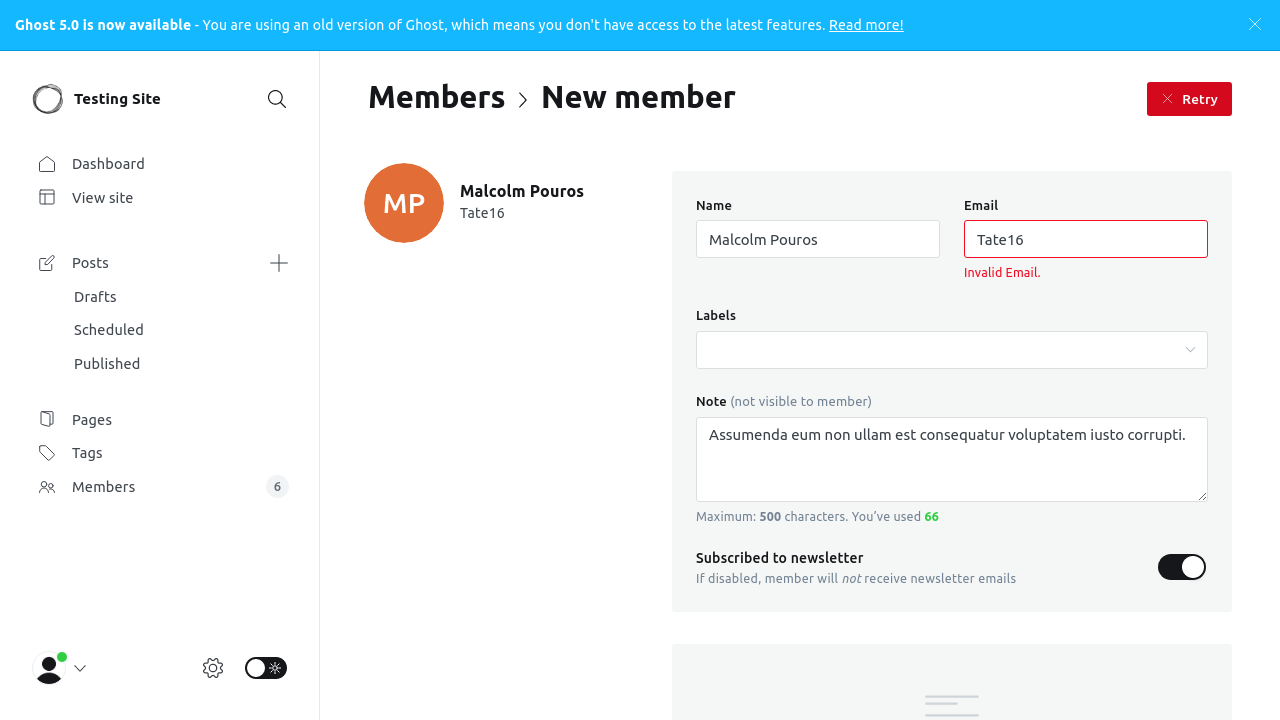 Ghost 5.0 is now available - You are using an old version of Ghost, which means you don't have access to the latest features. Read more!
Testing Site
Dashboard
View site
Posts
Drafts
Scheduled
Published
Pages
Tags
Members
6
Members
New member
Retry
MP
Malcolm Pouros
Tate16
Name
Malcolm Pouros
Email
Tate16
Invalid Email.
Labels
Note (not visible to member)
Assumenda eum non ullam est consequatur voluptatem iusto corrupti.
Maximum: 500 characters. You’ve used 66
Subscribed to newsletter
If disabled, member will not receive newsletter emails